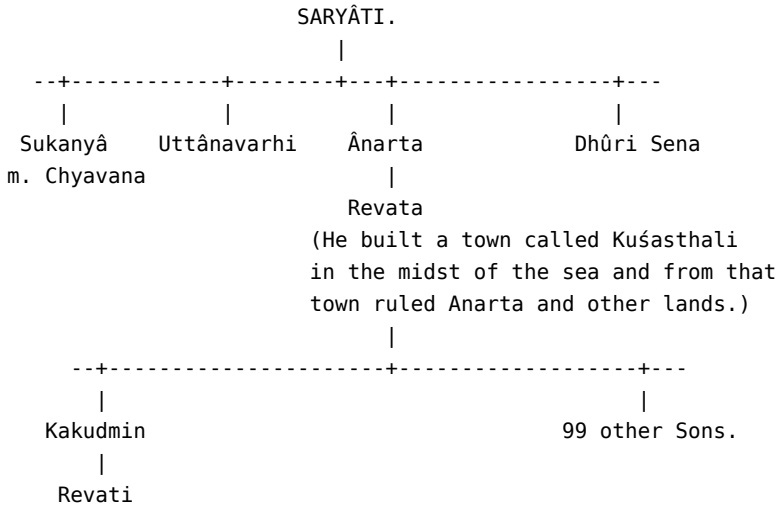 SARYÂTI.
|
--+------------+--------+---+-----------------+---
| | | |
Sukanyâ Uttânavarhi Ânarta Dhûri Sena
m. Chyavana |
Revata
(He built a town called Kuśasthali
in the midst of the sea and from that
town ruled Anarta and other lands.)
|
--+----------------------+-------------------+---
| |
Kakudmin 99 other Sons.
|
Revati